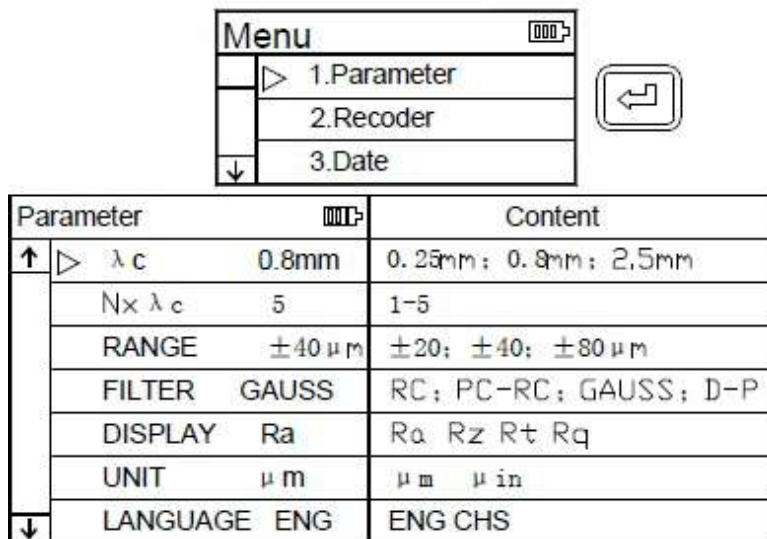 Menu
1.Parameter
2.Recoder
3.Date
Parameter Content
λc 0.8mm 0.25mm; 0.8mm; 2.5mm
N×λc 5 1-5
RANGE ±40μm ±20; ±40; ±80μm
FILTER GAUSS RC; PC-RC; GAUSS; D-P
DISPLAY Ra Ra Rz Rt Rq
UNIT μm μm μin
LANGUAGE ENG ENG CHS